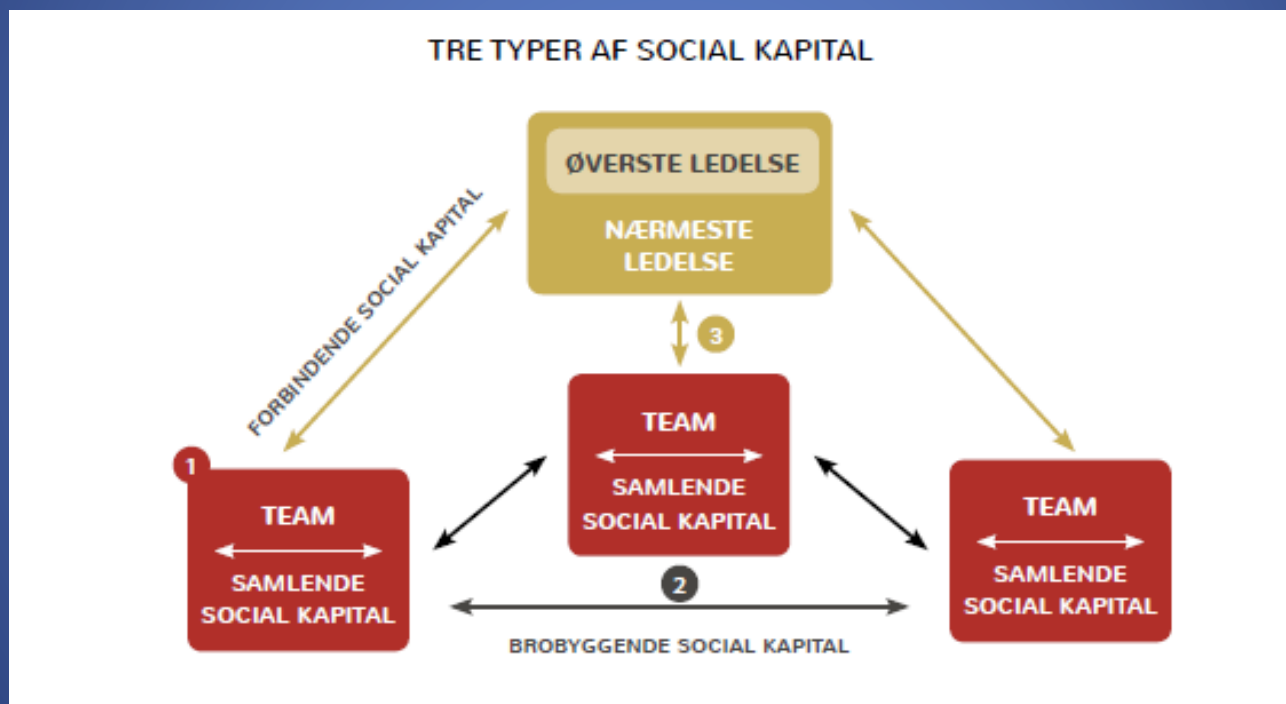 TRE TYPER AF SOCIAL KAPITAL
ØVERSTE LEDELSE
NÆRMESTE
LEDELSE
FORBINDENDE SOCIAL KAPITAL
3
TEAM
SAMLENDE
SOCIAL KAPITAL
1
TEAM
SAMLENDE
SOCIAL KAPITAL
TEAM
SAMLENDE
SOCIAL KAPITAL
2
BROBYGGENDE SOCIAL KAPITAL